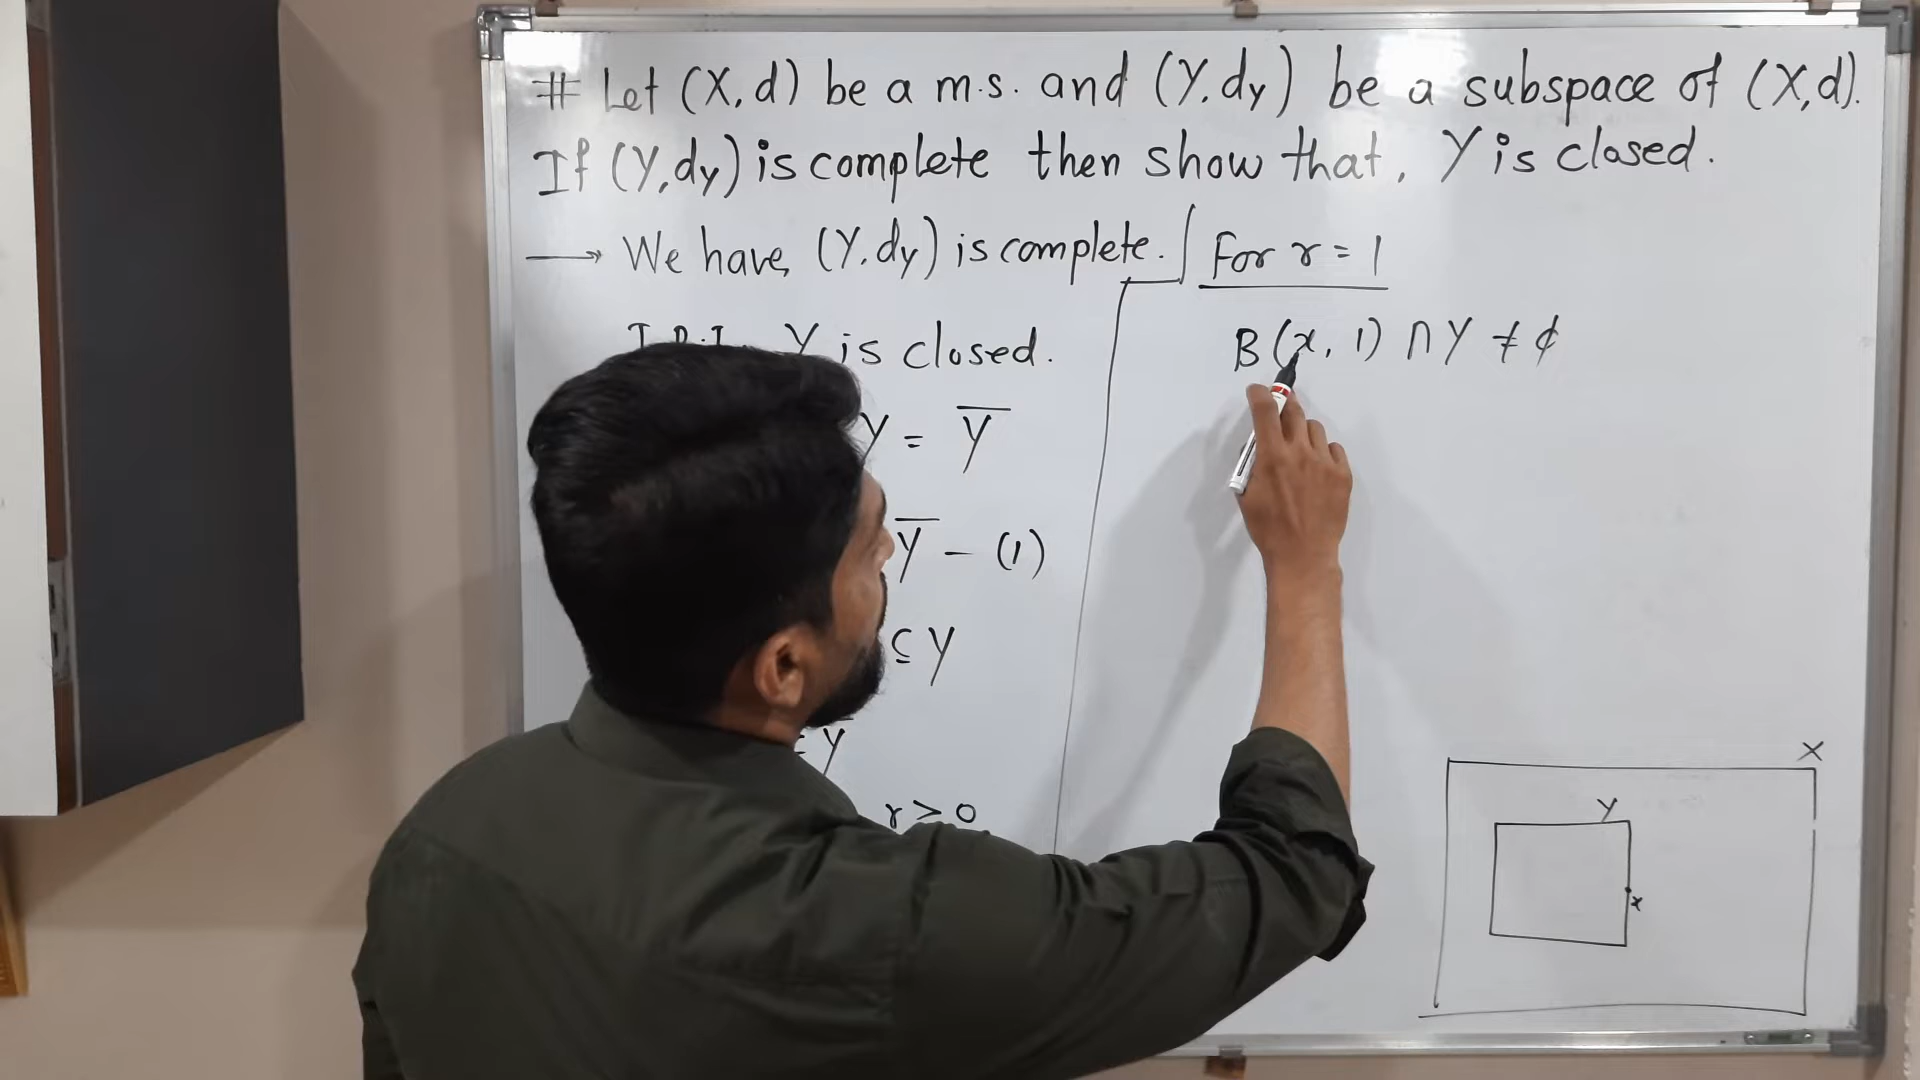 # Let (X, d) be a m.s. and (Y, dy) be a subspace of (X, d).
If (Y, dy) is complete then show that, Y is closed.
→ We have, (Y, dy) is complete.
Y is closed.
Y = Y̅
Y̅ - (1)
⊆ Y
Y
r > 0
For r = 1
B(x, 1) ∩ Y ≠ ϕ
X
Y
x